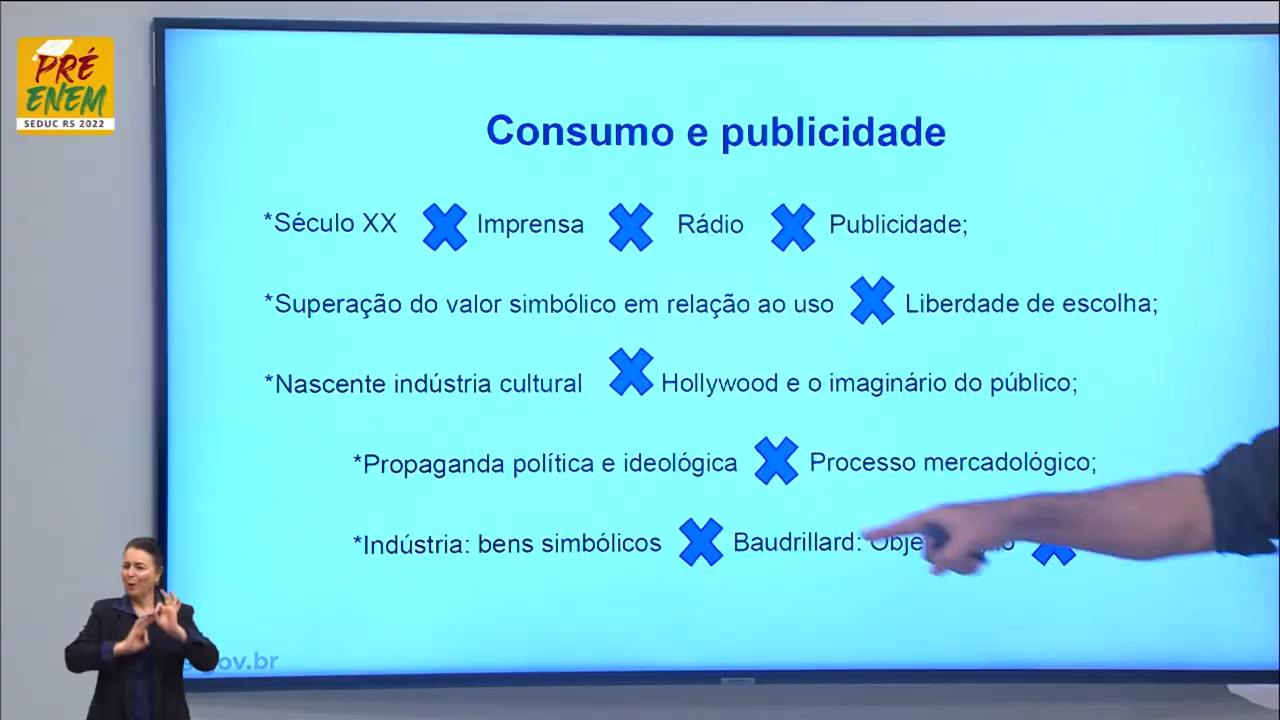 PRÉ
ENEM
SEDUC RS 2022
Consumo e publicidade
*Século XX Imprensa Rádio Publicidade;
*Superação do valor simbólico em relação ao uso Liberdade de escolha;
*Nascente indústria cultural Hollywood e o imaginário do público;
*Propaganda política e ideológica Processo mercadológico;
*Indústria: bens simbólicos Baudrillard:
ov.br